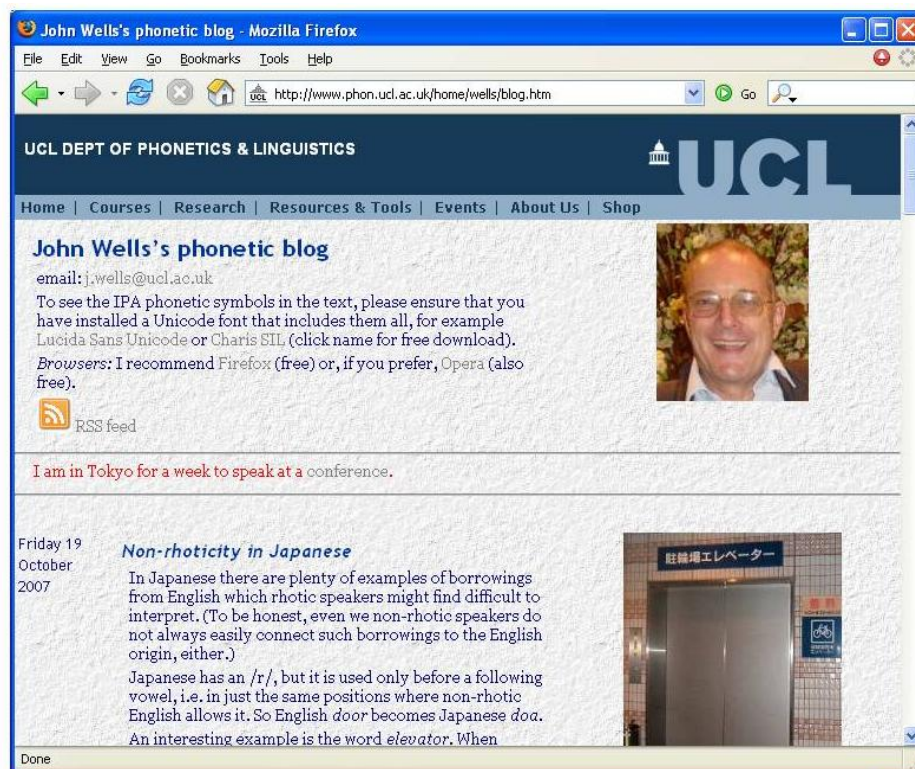 John Wells's phonetic blog - Mozilla Firefox
File Edit View Go Bookmarks Tools Help
UCL http://www.phon.ucl.ac.uk/home/wells/blog.htm Go
UCL DEPT OF PHONETICS & LINGUISTICS
UCL
Home | Courses | Research | Resources & Tools | Events | About Us | Shop
John Wells's phonetic blog
email: j.wells@ucl.ac.uk
To see the IPA phonetic symbols in the text, please ensure that you
have installed a Unicode font that includes them all, for example
Lucida Sans Unicode or Charis SIL (click name for free download).
Browsers: I recommend Firefox (free) or, if you prefer, Opera (also
free).
RSS feed
I am in Tokyo for a week to speak at a conference.
Friday 19
October
2007
Non-rhoticity in Japanese
In Japanese there are plenty of examples of borrowings
from English which rhotic speakers might find difficult to
interpret. (To be honest, even we non-rhotic speakers do
not always easily connect such borrowings to the English
origin, either.)
Japanese has an /r/, but it is used only before a following
vowel, i.e. in just the same positions where non-rhotic
English allows it. So English door becomes Japanese doa.
An interesting example is the word elevator. When
駐輪場エレベーター
Done